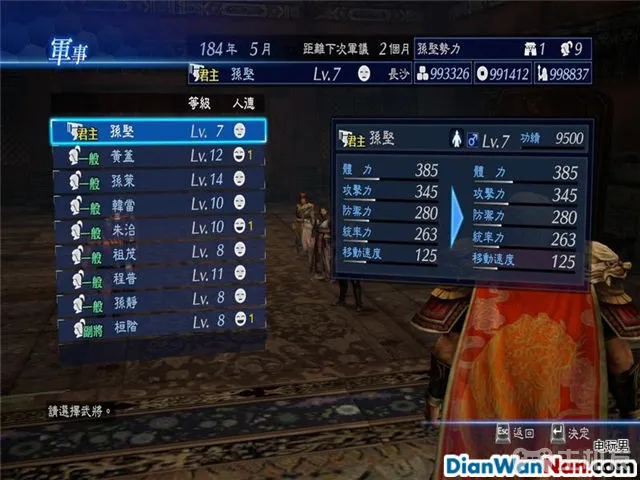 軍事
184年 5月 距離下次軍議 2個月 孫堅勢力 1 9
君主 孫堅 Lv.7 長沙 993326 991412 998837
等級 人適
君主 孫堅 Lv. 7
一般 黃蓋 Lv.12 1
一般 孫策 Lv.14
一般 韓當 Lv.10
一般 朱治 Lv.10 1
一般 祖茂 Lv. 8
一般 程普 Lv.11
一般 孫靜 Lv. 8
副將 桓階 Lv. 8 1
君主 孫堅 Lv.7 功績 9500
體力 385 體力 385
攻擊力 345 攻擊力 345
防禦力 280 防禦力 280
統率力 263 統率力 263
移動速度 125 移動速度 125
請選擇武將。
Esc 返回 決定
电玩男
DianWanNan.com